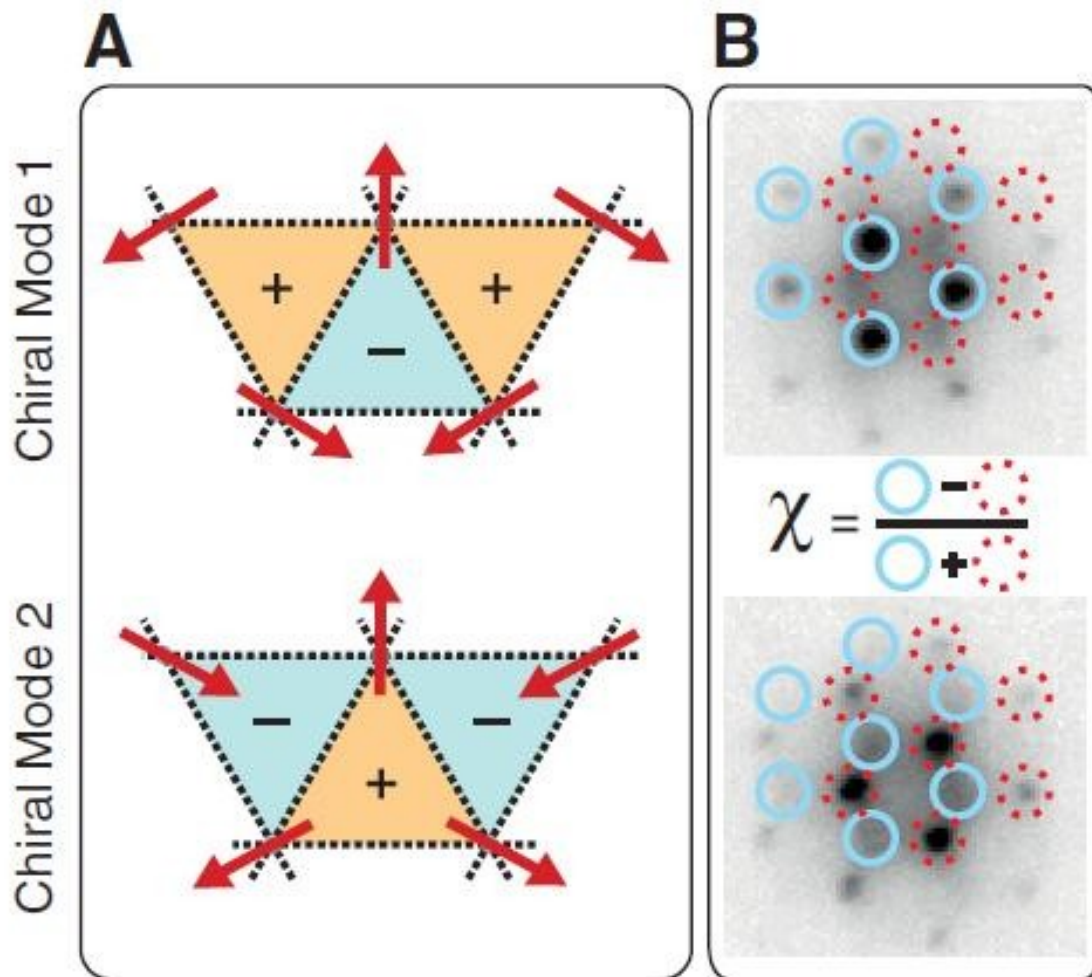 A
B
Chiral Mode 1
+ +
−
χ = − / +
Chiral Mode 2
− −
+